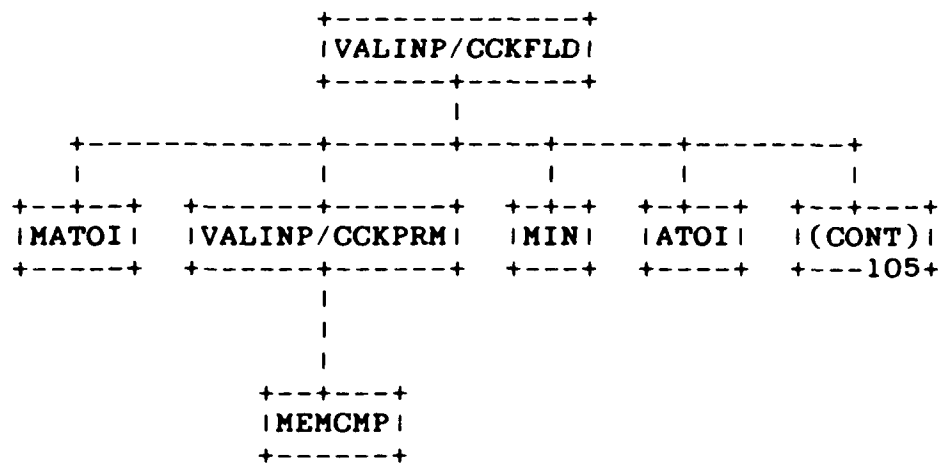 VALINP/CCKFLD
MATOI VALINP/CCKPRM MIN ATOI (CONT)
105
MEMCMP